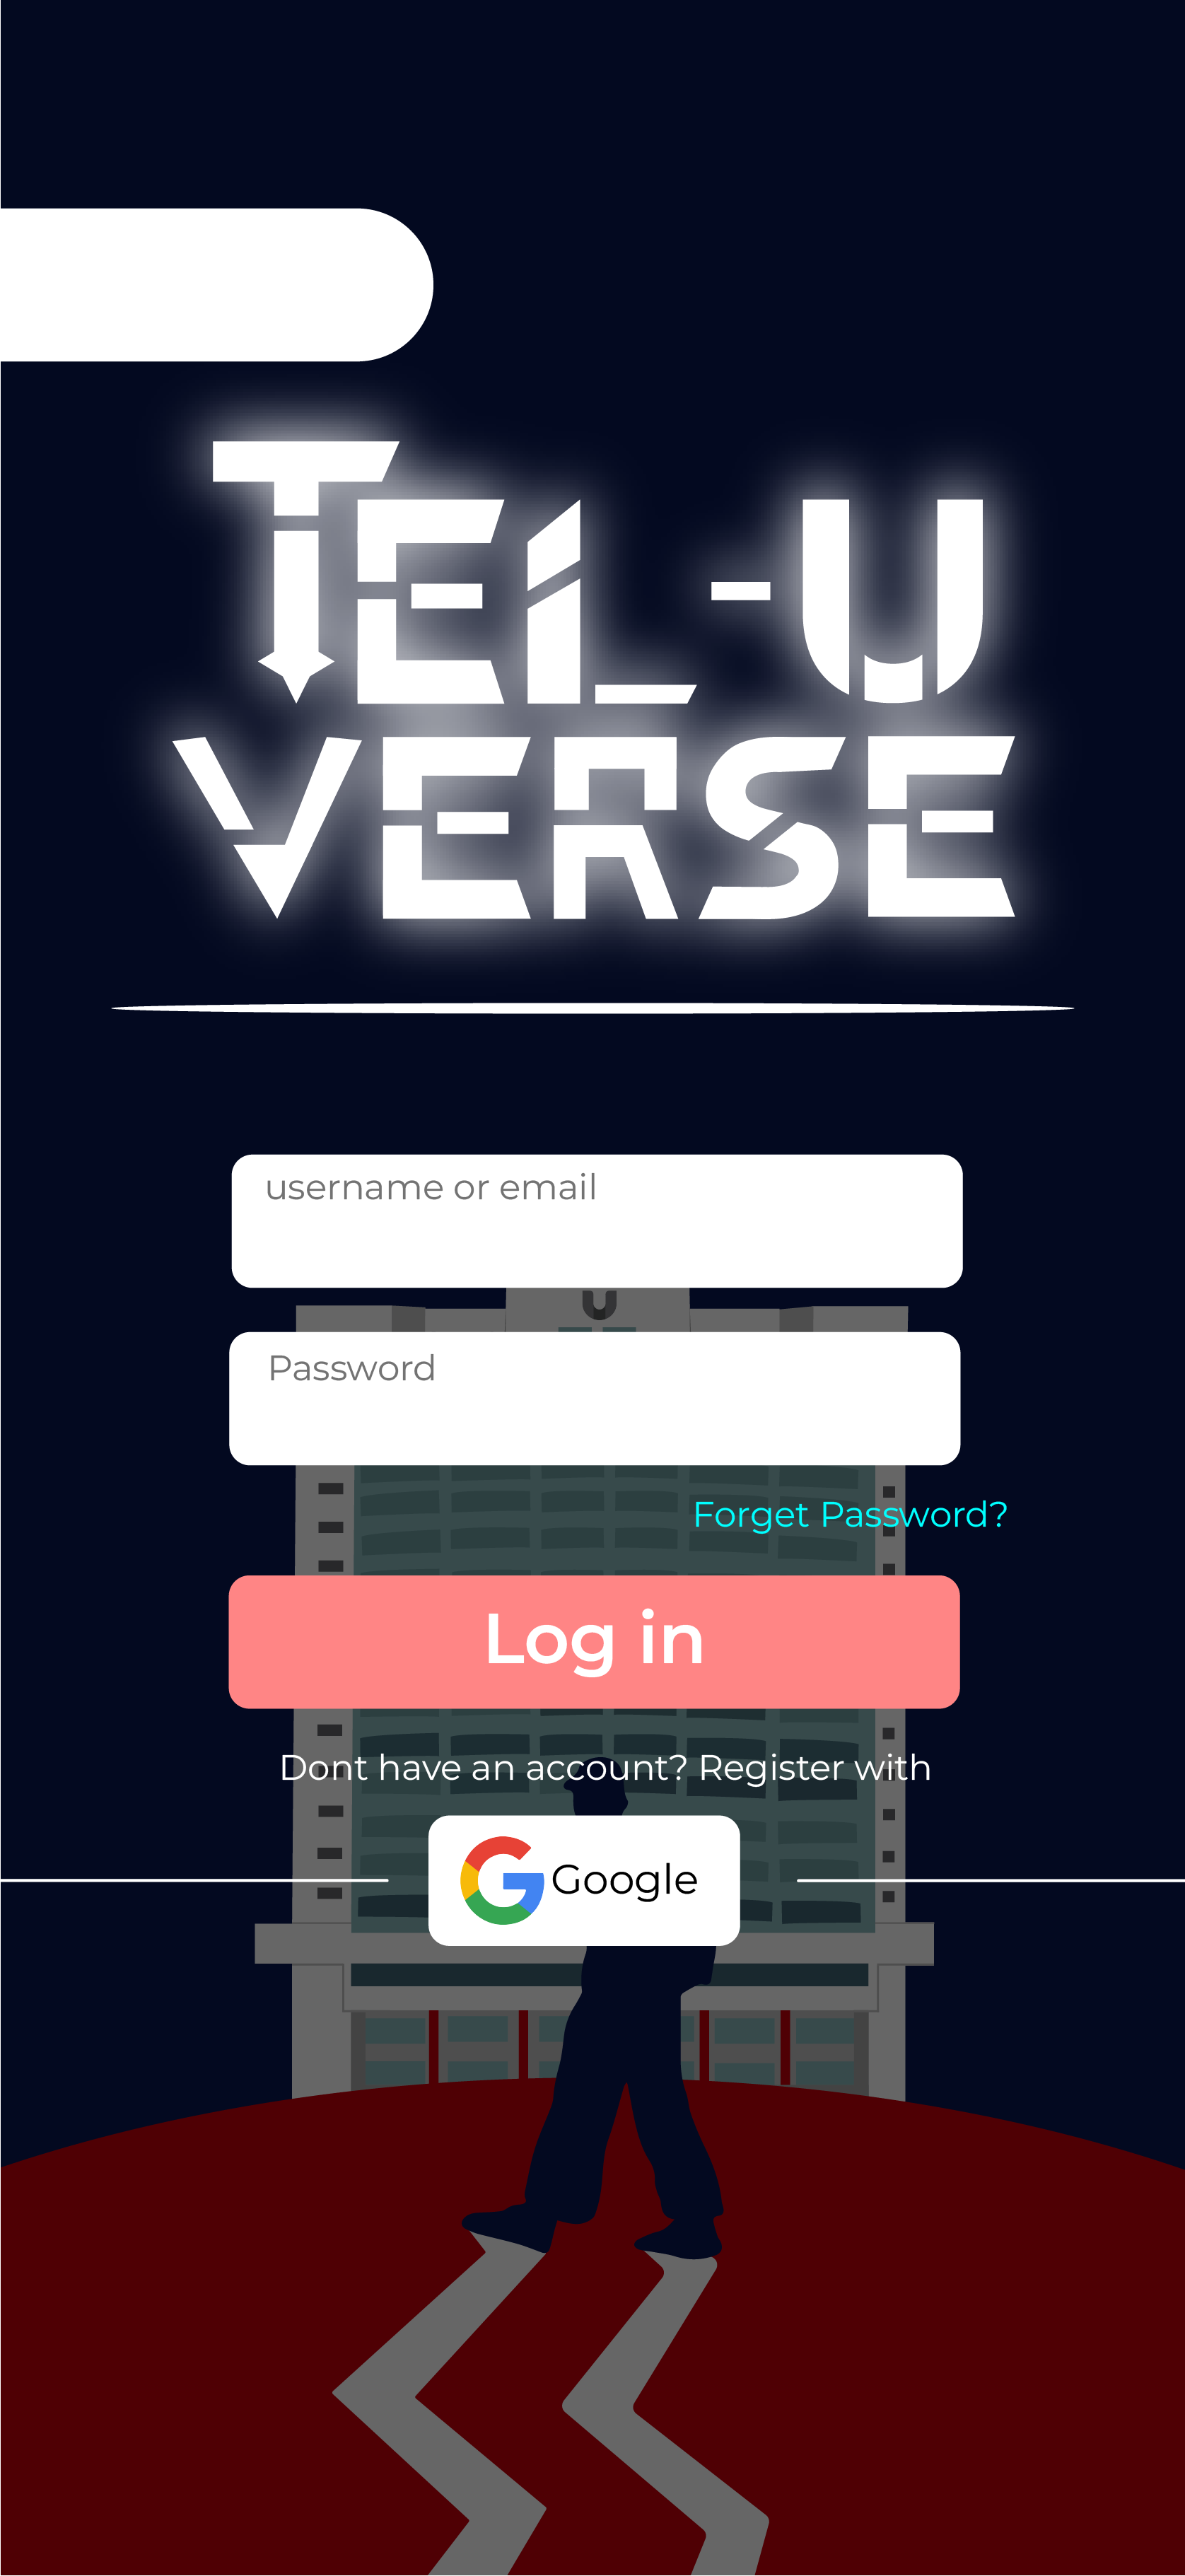 TEL-U
VERSE
username or email
U
Password
Forget Password?
Log in
Dont have an account? Register with
Google